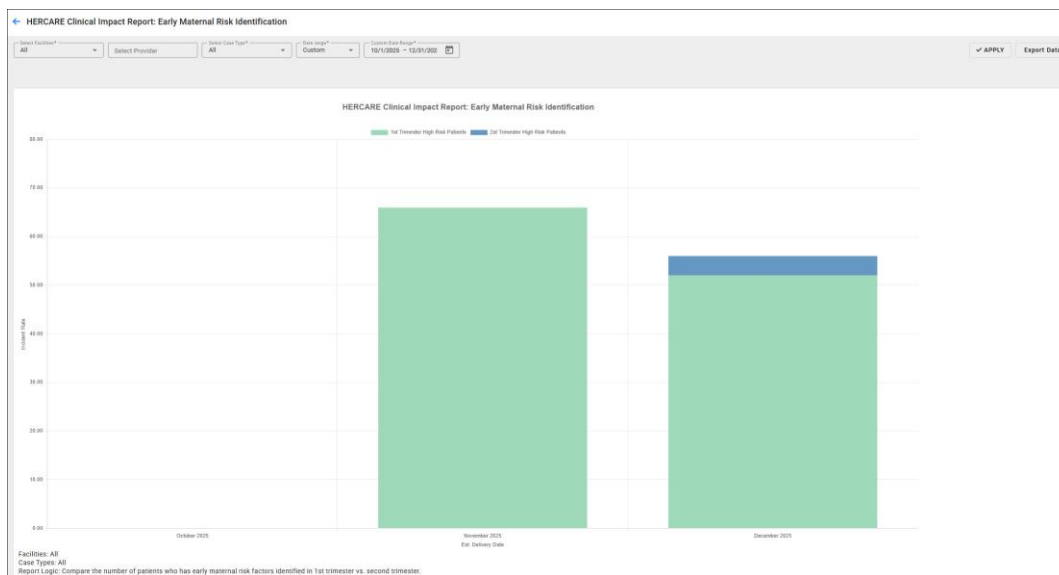 HERCARE Clinical Impact Report: Early Maternal Risk Identification
Select Facilities*
All
Select Provider
Select Case Type*
All
Date range*
Custom
Custom Date Range*
10/1/2025 – 12/31/202
APPLY
Export Data
HERCARE Clinical Impact Report: Early Maternal Risk Identification
1st Trimester High Risk Patients
2st Trimester High Risk Patients
80.00
70.00
60.00
50.00
40.00
30.00
20.00
10.00
0.00
Incident Rate
October 2025
November 2025
December 2025
Est. Delivery Date
Facilities: All
Case Types: All
Report Logic: Compare the number of patients who has early maternal risk factors identified in 1st trimester vs. second trimester.